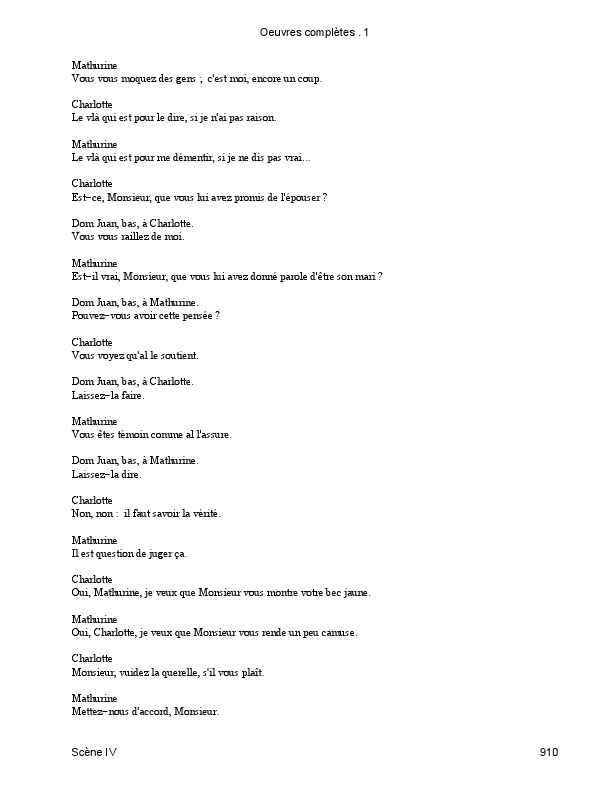 Oeuvres complètes . 1
Mathurine
Vous vous moquez des gens ; c'est moi, encore un coup.
Charlotte
Le vlà qui est pour le dire, si je n'ai pas raison.
Mathurine
Le vlà qui est pour me démentir, si je ne dis pas vrai...
Charlotte
Est-ce, Monsieur, que vous lui avez promis de l'épouser ?
Dom Juan, bas, à Charlotte.
Vous vous raillez de moi.
Mathurine
Est-il vrai, Monsieur, que vous lui avez donné parole d'être son mari ?
Dom Juan, bas, à Mathurine.
Pouvez-vous avoir cette pensée ?
Charlotte
Vous voyez qu'al le soutient.
Dom Juan, bas, à Charlotte.
Laissez-la faire.
Mathurine
Vous êtes témoin comme al l'assure.
Dom Juan, bas, à Mathurine.
Laissez-la dire.
Charlotte
Non, non : il faut savoir la vérité.
Mathurine
Il est question de juger ça.
Charlotte
Oui, Mathurine, je veux que Monsieur vous montre votre bec jaune.
Mathurine
Oui, Charlotte, je veux que Monsieur vous rende un peu camuse.
Charlotte
Monsieur, vuidez la querelle, s'il vous plaît.
Mathurine
Mettez-nous d'accord, Monsieur.
Scène IV 910